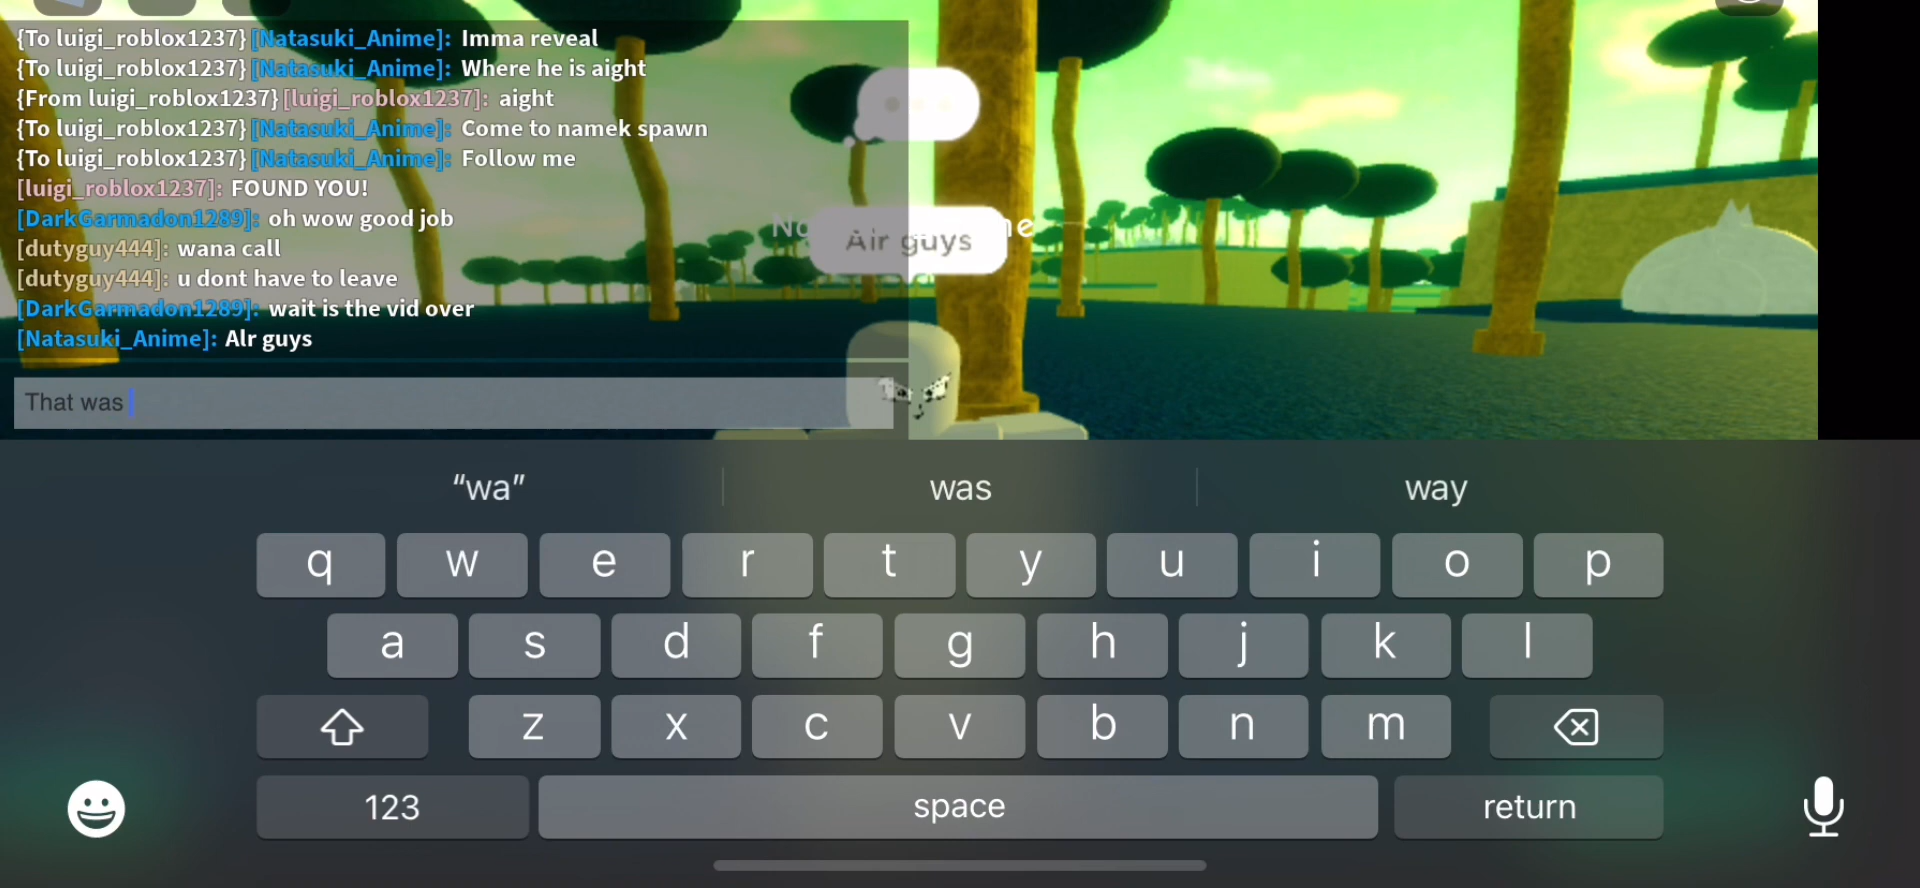 {To luigi_roblox1237}[Natasuki_Anime]: Imma reveal
{To luigi_roblox1237}[Natasuki_Anime]: Where he is aight
{From luigi_roblox1237}[luigi_roblox1237]: aight
{To luigi_roblox1237}[Natasuki_Anime]: Come to namek spawn
{To luigi_roblox1237}[Natasuki_Anime]: Follow me
[luigi_roblox1237]: FOUND YOU!
[DarkGarmadon1289]: oh wow good job
[dutyguy444]: wana call
[dutyguy444]: u dont have to leave
[DarkGarmadon1289]: wait is the vid over
[Natasuki_Anime]: Alr guys
Alr guys
That was
“wa” was way
q w e r t y u i o p
a s d f g h j k l
z x c v b n m
123 space return